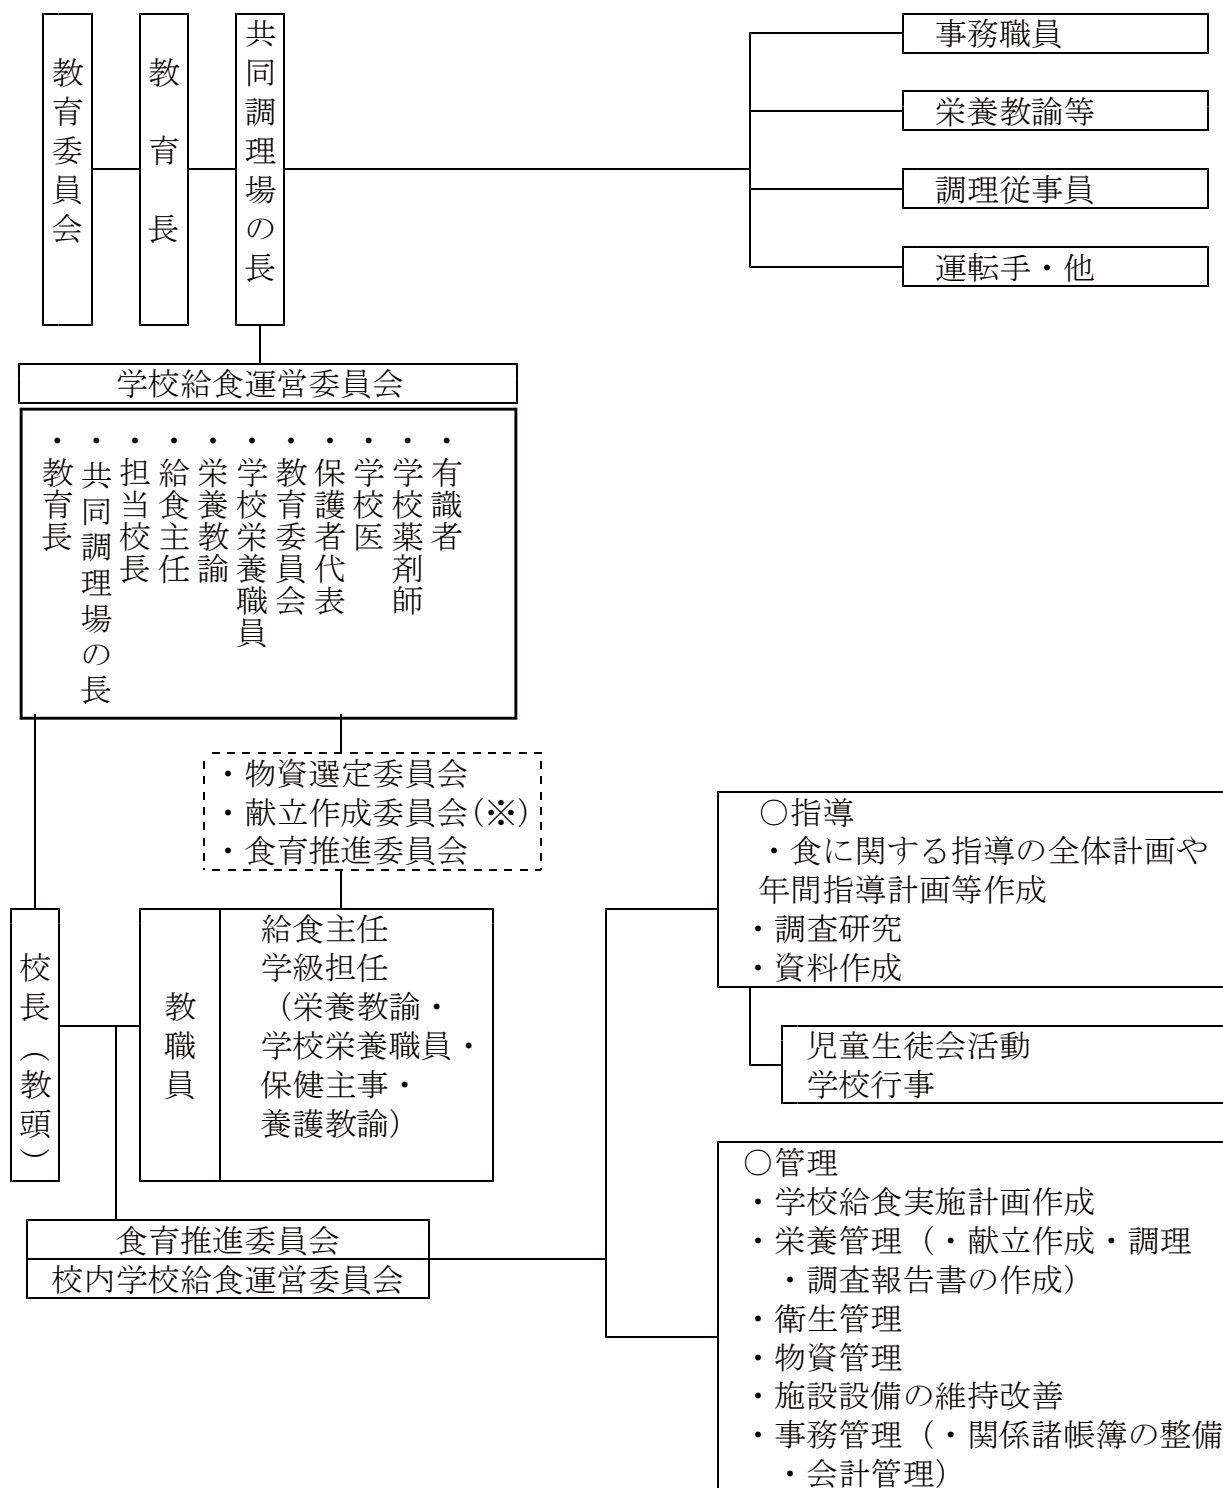 教育委員会
教育長
共同調理場の長
事務職員
栄養教諭等
調理従事員
運転手・他
学校給食運営委員会
・教育長
・共同調理場の長
・担当校長
・給食主任
・栄養教諭
・学校栄養職員
・教育委員会
・保護者代表
・学校医
・学校薬剤師
・有識者
・物資選定委員会
・献立作成委員会(※)
・食育推進委員会
校長（教頭）
教職員
給食主任
学級担任
（栄養教諭・
学校栄養職員・
保健主事・
養護教諭）
食育推進委員会
校内学校給食運営委員会
○指導
・食に関する指導の全体計画や
年間指導計画等作成
・調査研究
・資料作成
児童生徒会活動
学校行事
○管理
・学校給食実施計画作成
・栄養管理（・献立作成・調理
・調査報告書の作成）
・衛生管理
・物資管理
・施設設備の維持改善
・事務管理（・関係諸帳簿の整備
・会計管理）